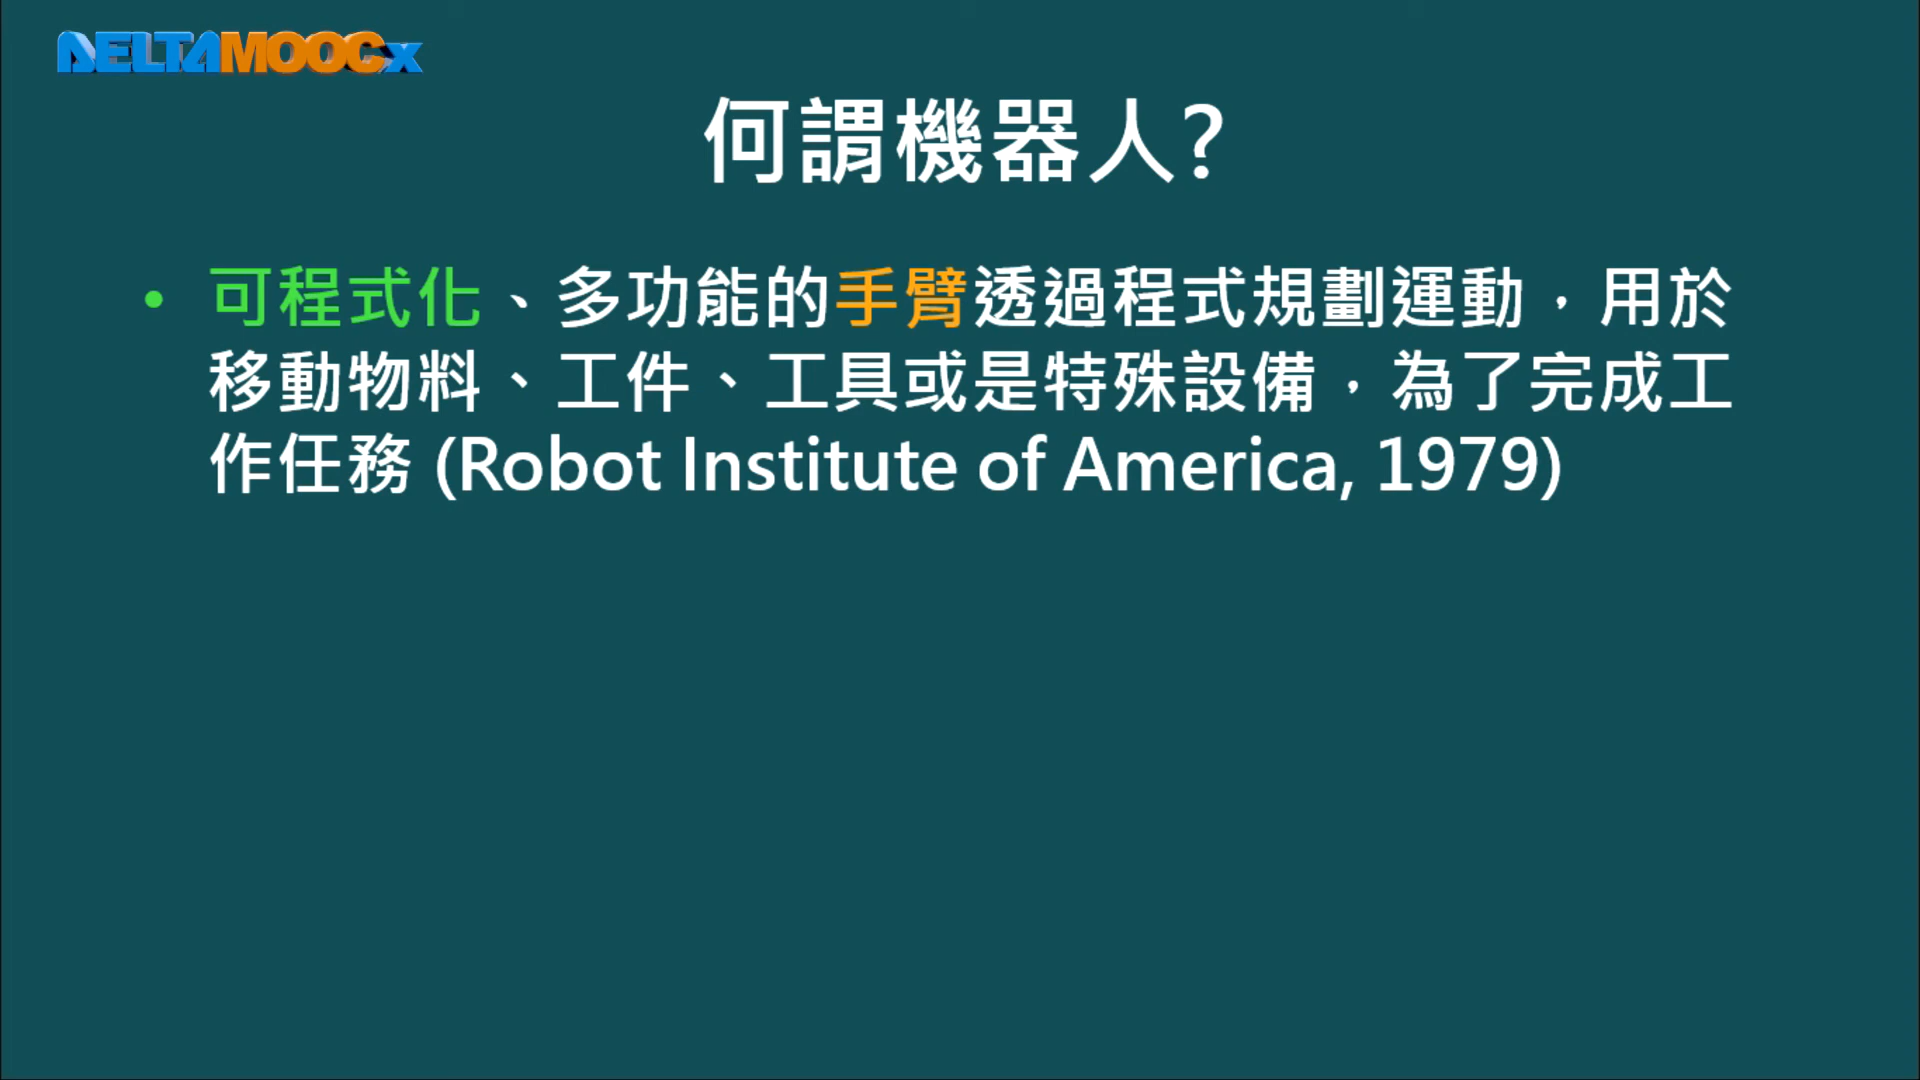 DELTAMOOCx
何謂機器人?
• 可程式化、多功能的手臂透過程式規劃運動，用於
移動物料、工件、工具或是特殊設備，為了完成工
作任務 (Robot Institute of America, 1979)